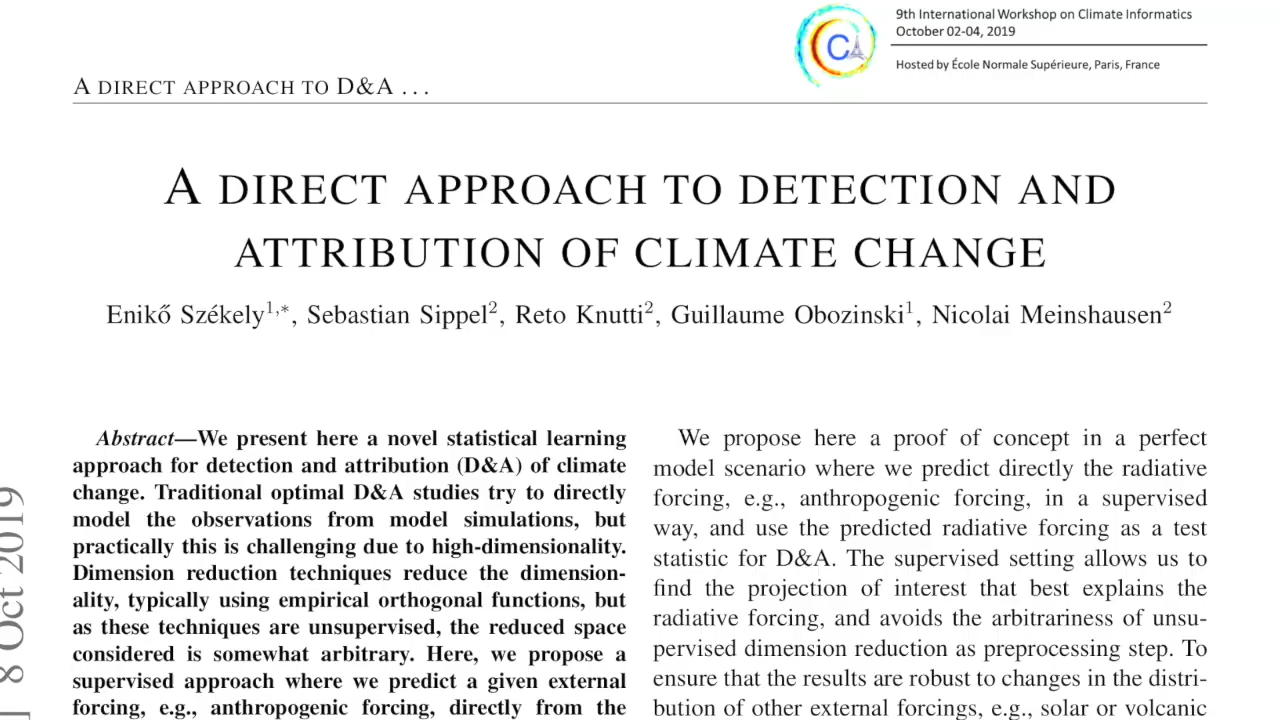 9th International Workshop on Climate Informatics
October 02-04, 2019
Hosted by École Normale Supérieure, Paris, France
C
A DIRECT APPROACH TO D&A ...
A DIRECT APPROACH TO DETECTION AND
ATTRIBUTION OF CLIMATE CHANGE
Enikő Székely1,*, Sebastian Sippel2, Reto Knutti2, Guillaume Obozinski1, Nicolai Meinshausen2
Abstract—We present here a novel statistical learning
approach for detection and attribution (D&A) of climate
change. Traditional optimal D&A studies try to directly
model the observations from model simulations, but
practically this is challenging due to high-dimensionality.
Dimension reduction techniques reduce the dimension-
ality, typically using empirical orthogonal functions, but
as these techniques are unsupervised, the reduced space
considered is somewhat arbitrary. Here, we propose a
supervised approach where we predict a given external
forcing, e.g., anthropogenic forcing, directly from the
We propose here a proof of concept in a perfect
model scenario where we predict directly the radiative
forcing, e.g., anthropogenic forcing, in a supervised
way, and use the predicted radiative forcing as a test
statistic for D&A. The supervised setting allows us to
find the projection of interest that best explains the
radiative forcing, and avoids the arbitrariness of unsu-
pervised dimension reduction as preprocessing step. To
ensure that the results are robust to changes in the distri-
bution of other external forcings, e.g., solar or volcanic
] 8 Oct 2019